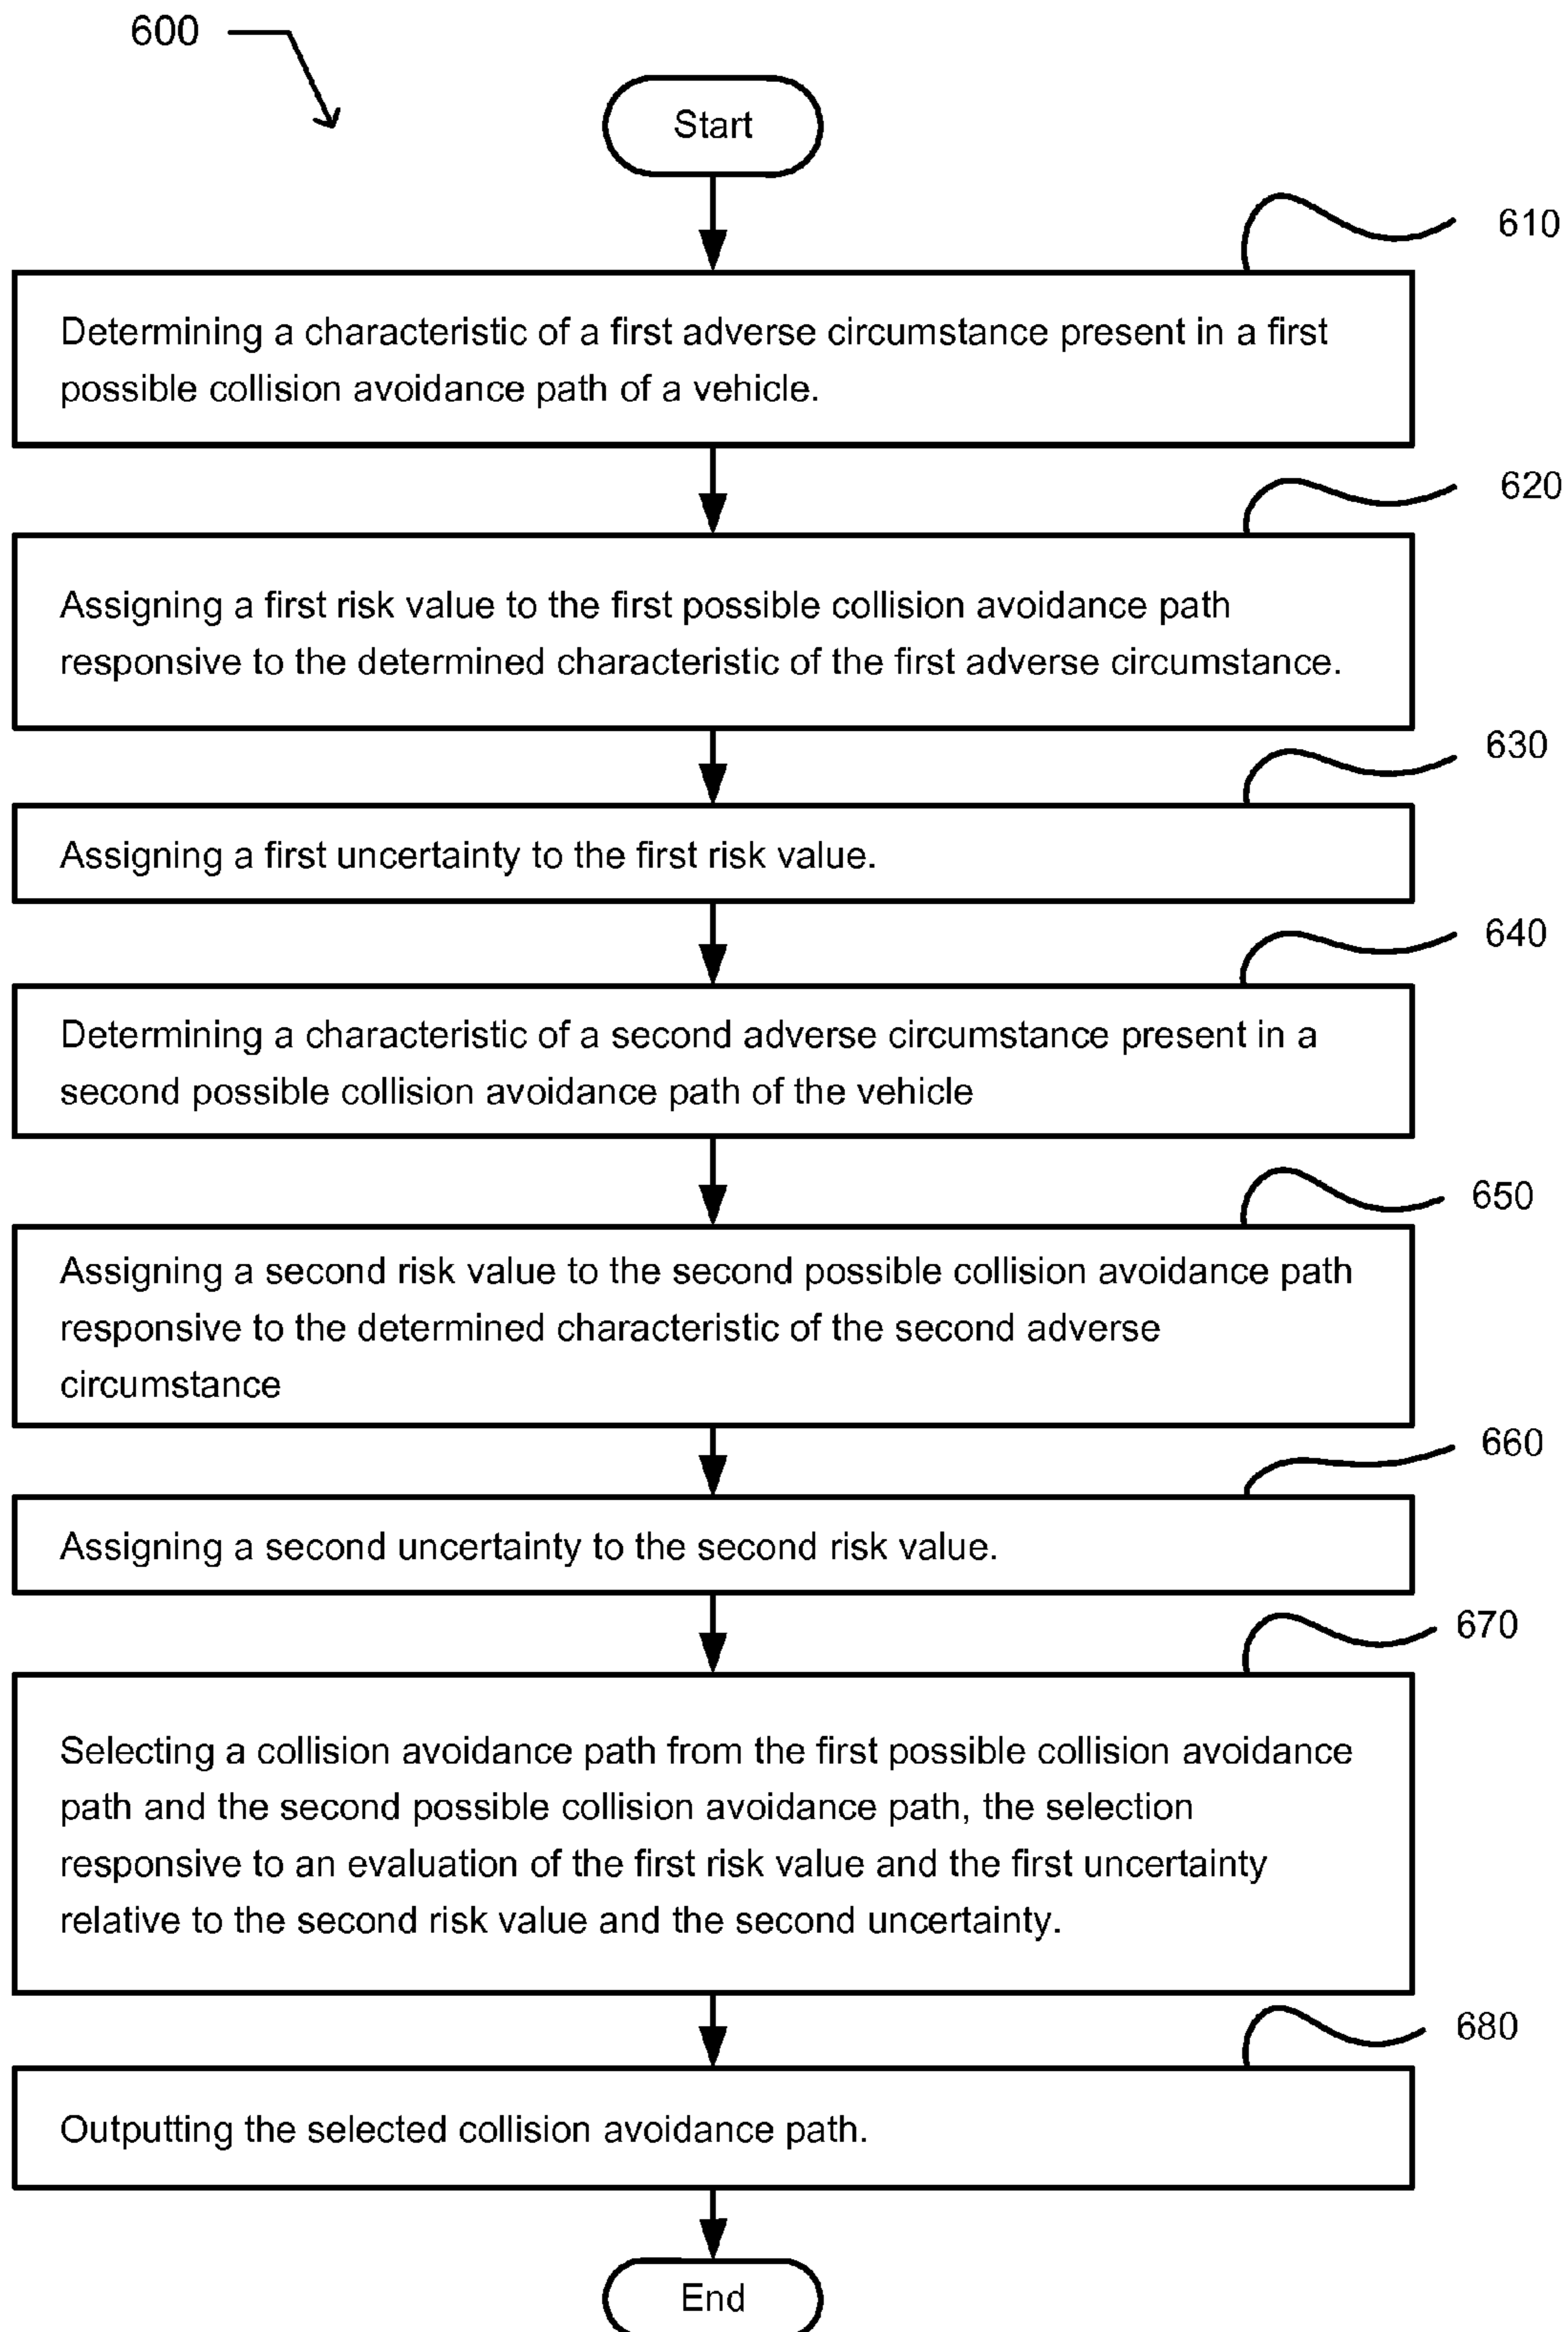 600
Start
610
Determining a characteristic of a first adverse circumstance present in a first
possible collision avoidance path of a vehicle.
620
Assigning a first risk value to the first possible collision avoidance path
responsive to the determined characteristic of the first adverse circumstance.
630
Assigning a first uncertainty to the first risk value.
640
Determining a characteristic of a second adverse circumstance present in a
second possible collision avoidance path of the vehicle
650
Assigning a second risk value to the second possible collision avoidance path
responsive to the determined characteristic of the second adverse
circumstance
660
Assigning a second uncertainty to the second risk value.
670
Selecting a collision avoidance path from the first possible collision avoidance
path and the second possible collision avoidance path, the selection
responsive to an evaluation of the first risk value and the first uncertainty
relative to the second risk value and the second uncertainty.
680
Outputting the selected collision avoidance path.
End